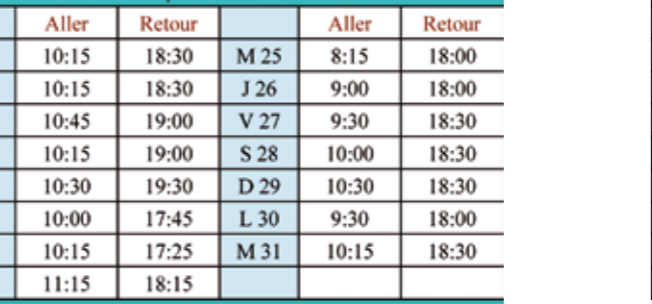 Aller Retour Aller Retour
10:15 18:30 M 25 8:15 18:00
10:15 18:30 J 26 9:00 18:00
10:45 19:00 V 27 9:30 18:30
10:15 19:00 S 28 10:00 18:30
10:30 19:30 D 29 10:30 18:30
10:00 17:45 L 30 9:30 18:00
10:15 17:25 M 31 10:15 18:30
11:15 18:15